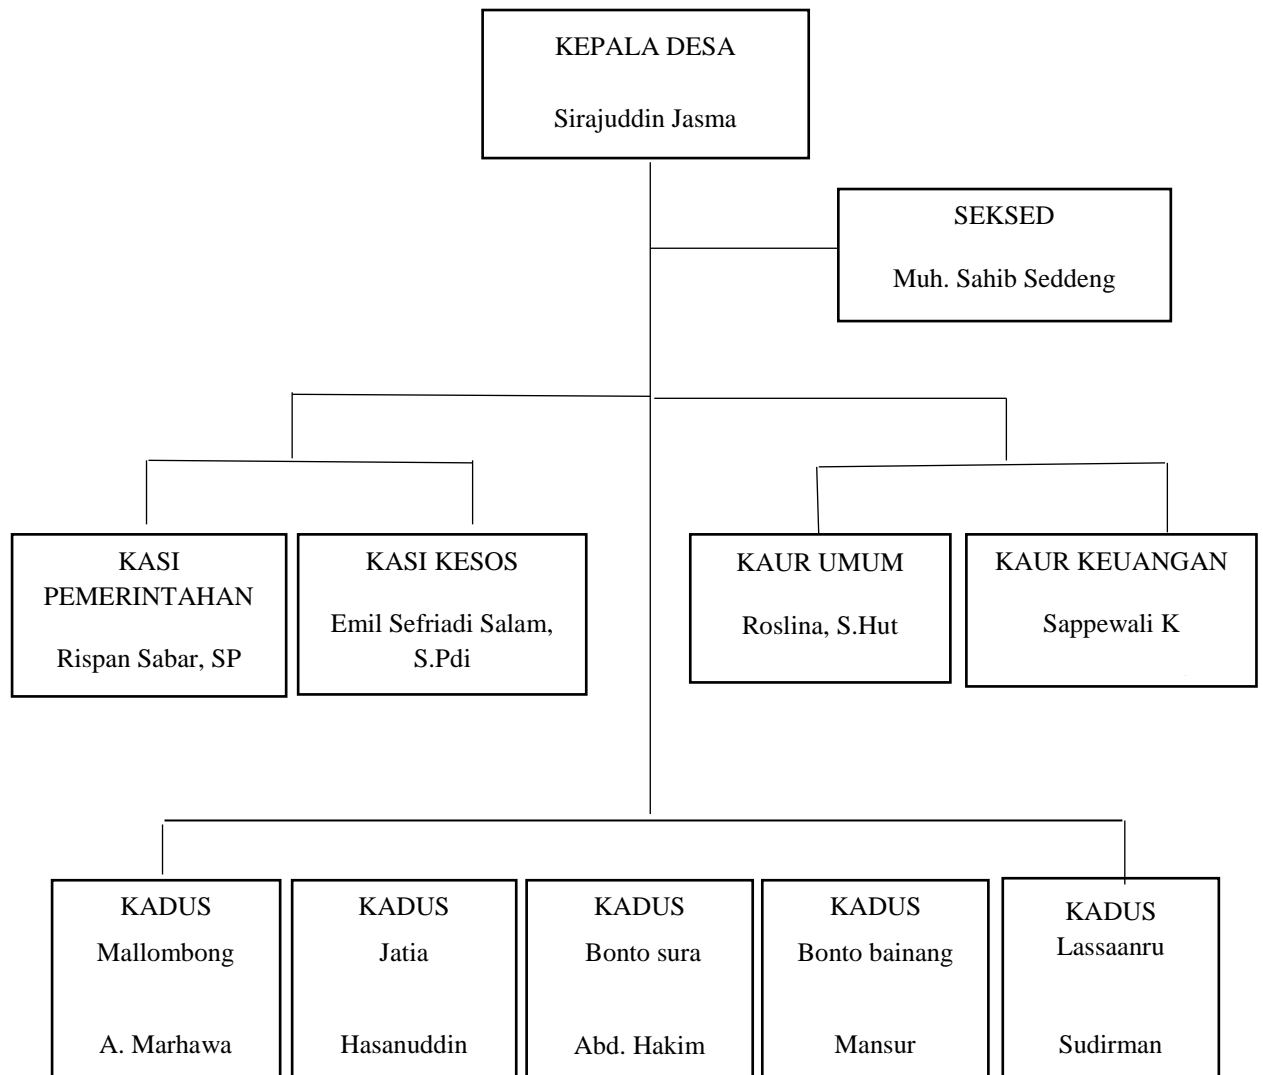 KEPALA DESA
Sirajuddin Jasma
SEKSED
Muh. Sahib Seddeng
KASI
PEMERINTAHAN
Rispan Sabar, SP
KASI KESOS
Emil Sefriadi Salam,
S.Pdi
KAUR UMUM
Roslina, S.Hut
KAUR KEUANGAN
Sappewali K
KADUS
Mallombong
A. Marhawa
KADUS
Jatia
Hasanuddin
KADUS
Bonto sura
Abd. Hakim
KADUS
Bonto bainang
Mansur
KADUS
Lassaanru
Sudirman